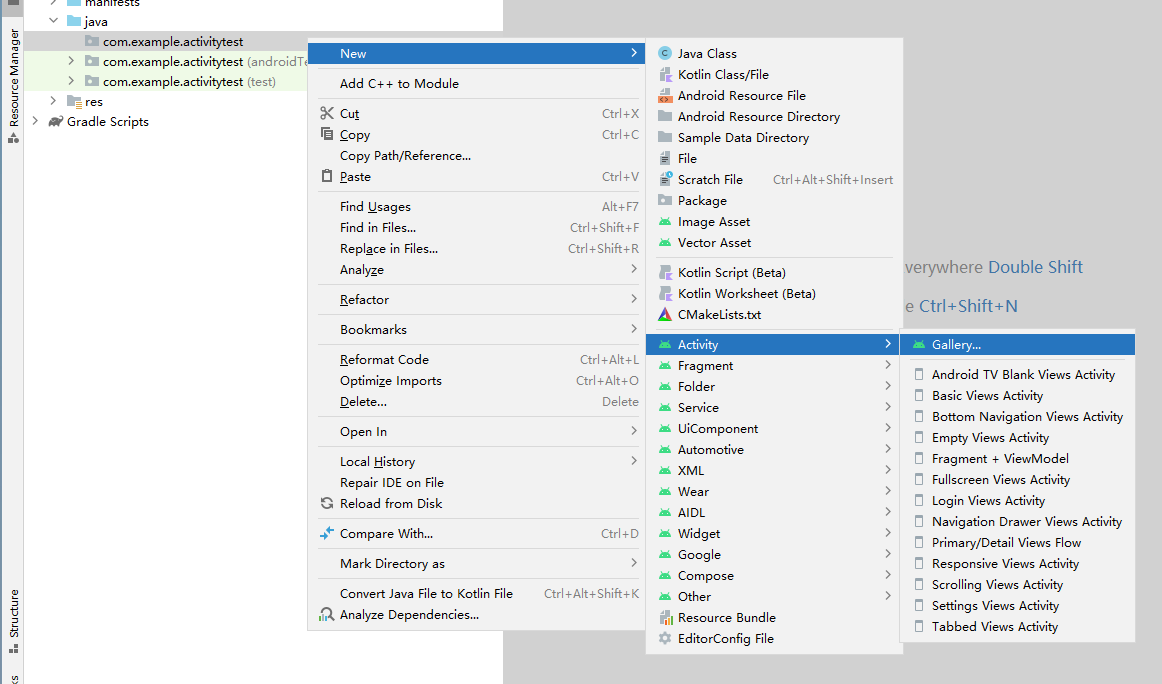 manifests
java
com.example.activitytest
com.example.activitytest (androidTe
com.example.activitytest (test)
res
Gradle Scripts
Resource Manager
Structure
New
Add C++ to Module
Cut Ctrl+X
Copy Ctrl+C
Copy Path/Reference...
Paste Ctrl+V
Find Usages Alt+F7
Find in Files... Ctrl+Shift+F
Replace in Files... Ctrl+Shift+R
Analyze
Refactor
Bookmarks
Reformat Code Ctrl+Alt+L
Optimize Imports Ctrl+Alt+O
Delete... Delete
Open In
Local History
Repair IDE on File
Reload from Disk
Compare With... Ctrl+D
Mark Directory as
Convert Java File to Kotlin File Ctrl+Alt+Shift+K
Analyze Dependencies...
Java Class
Kotlin Class/File
Android Resource File
Android Resource Directory
Sample Data Directory
File
Scratch File Ctrl+Alt+Shift+Insert
Package
Image Asset
Vector Asset
Kotlin Script (Beta)
Kotlin Worksheet (Beta)
CMakeLists.txt
Activity
Fragment
Folder
Service
UiComponent
Automotive
XML
Wear
AIDL
Widget
Google
Compose
Other
Resource Bundle
EditorConfig File
verywhere Double Shift
e Ctrl+Shift+N
Gallery...
Android TV Blank Views Activity
Basic Views Activity
Bottom Navigation Views Activity
Empty Views Activity
Fragment + ViewModel
Fullscreen Views Activity
Login Views Activity
Navigation Drawer Views Activity
Primary/Detail Views Flow
Responsive Views Activity
Scrolling Views Activity
Settings Views Activity
Tabbed Views Activity